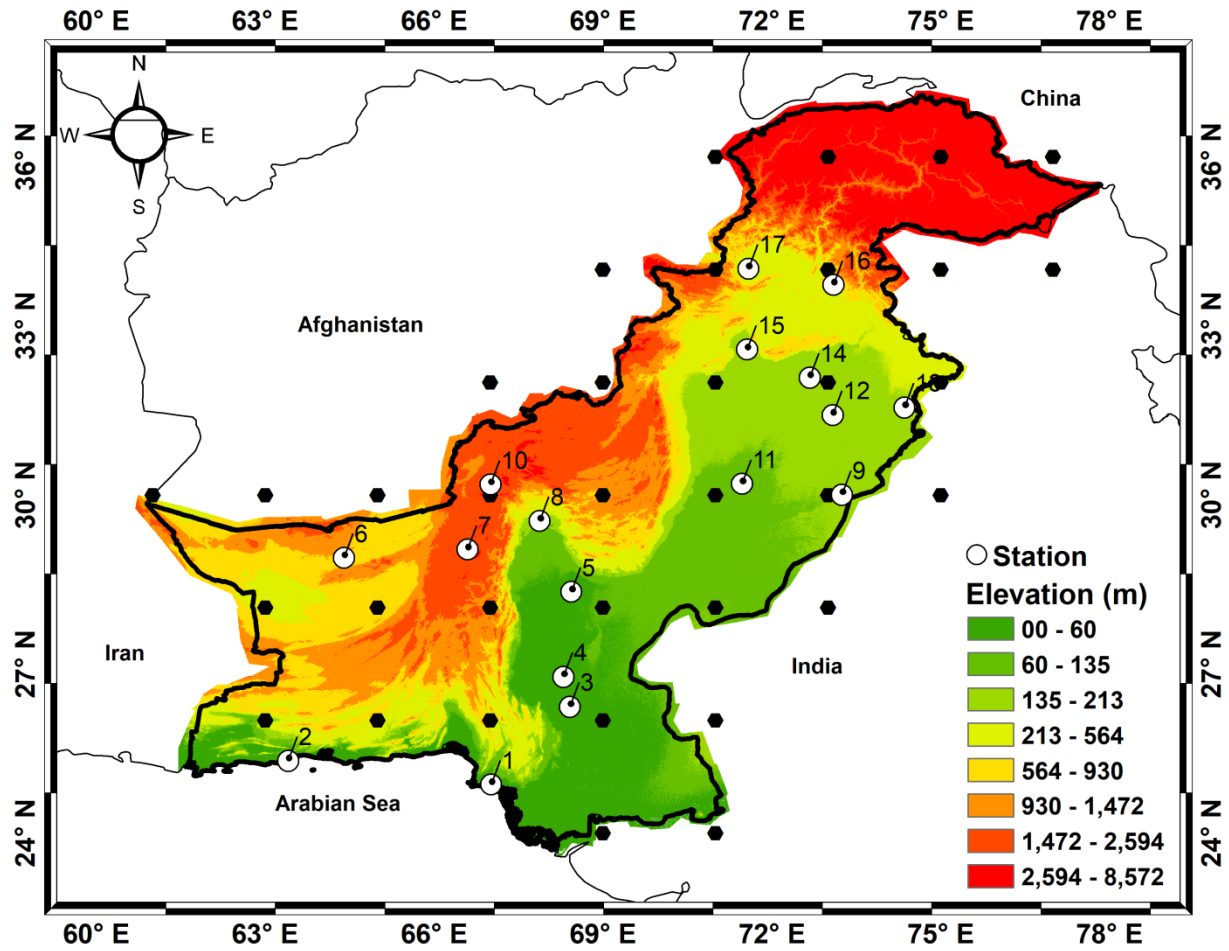 60° E 63° E 66° E 69° E 72° E 75° E 78° E
N
W E
S
China
36° N 36° N
17
16
Afghanistan
33° N 33° N
15
14
12
13
10
11
9
30° N 30° N
8
7
6
5
Station
Elevation (m)
00 - 60
Iran
India
60 - 135
27° N 27° N
4
3
135 - 213
213 - 564
2
1
564 - 930
Arabian Sea
930 - 1,472
24° N 24° N
1,472 - 2,594
2,594 - 8,572
60° E 63° E 66° E 69° E 72° E 75° E 78° E